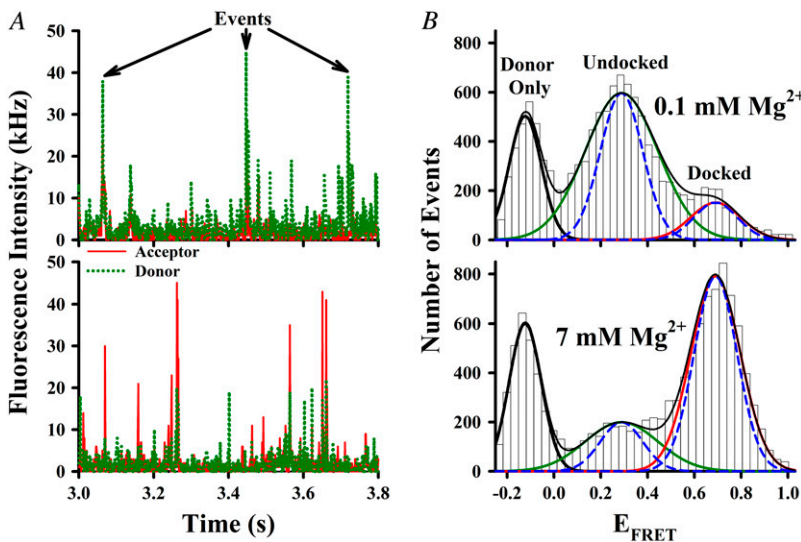 A
Events
50
40
30
20
10
0
Acceptor
Donor
50
40
30
20
10
0
3.0 3.2 3.4 3.6 3.8
Time (s)
Fluorescence Intensity (kHz)
B
800
600
400
200
0
Donor
Only
Undocked
0.1 mM Mg2+
Docked
800
600
400
200
0
7 mM Mg2+
-0.2 0.0 0.2 0.4 0.6 0.8 1.0
EFRET
Number of Events